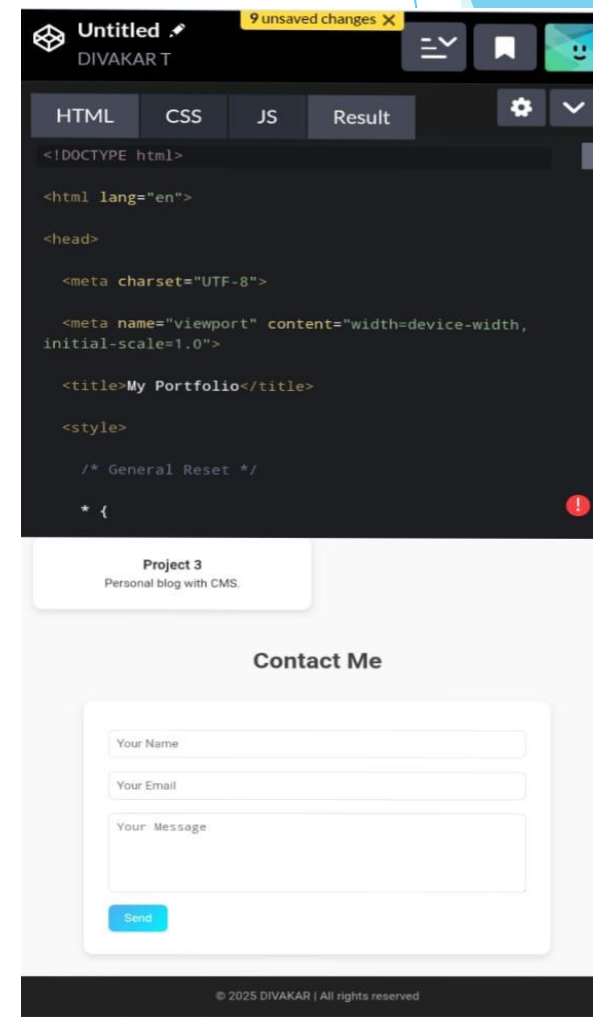 Untitled
9 unsaved changes X
DIVAKAR T
HTML CSS JS Result
<!DOCTYPE html>
<html lang="en">
<head>
<meta charset="UTF-8">
<meta name="viewport" content="width=device-width,
initial-scale=1.0">
<title>My Portfolio</title>
<style>
/* General Reset */
* {
Project 3
Personal blog with CMS.
Contact Me
Your Name
Your Email
Your Message
Send
© 2025 DIVAKAR | All rights reserved